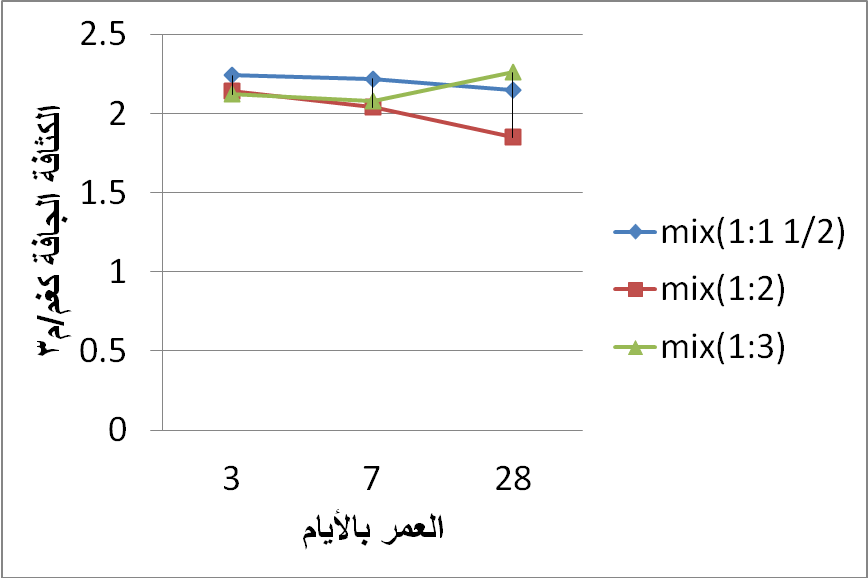 2.5
2
1.5
1
0.5
0
الكثافة الجافة كغم/م٣
3 7 28
العمر بالأيام
mix(1:1 1/2)
mix(1:2)
mix(1:3)